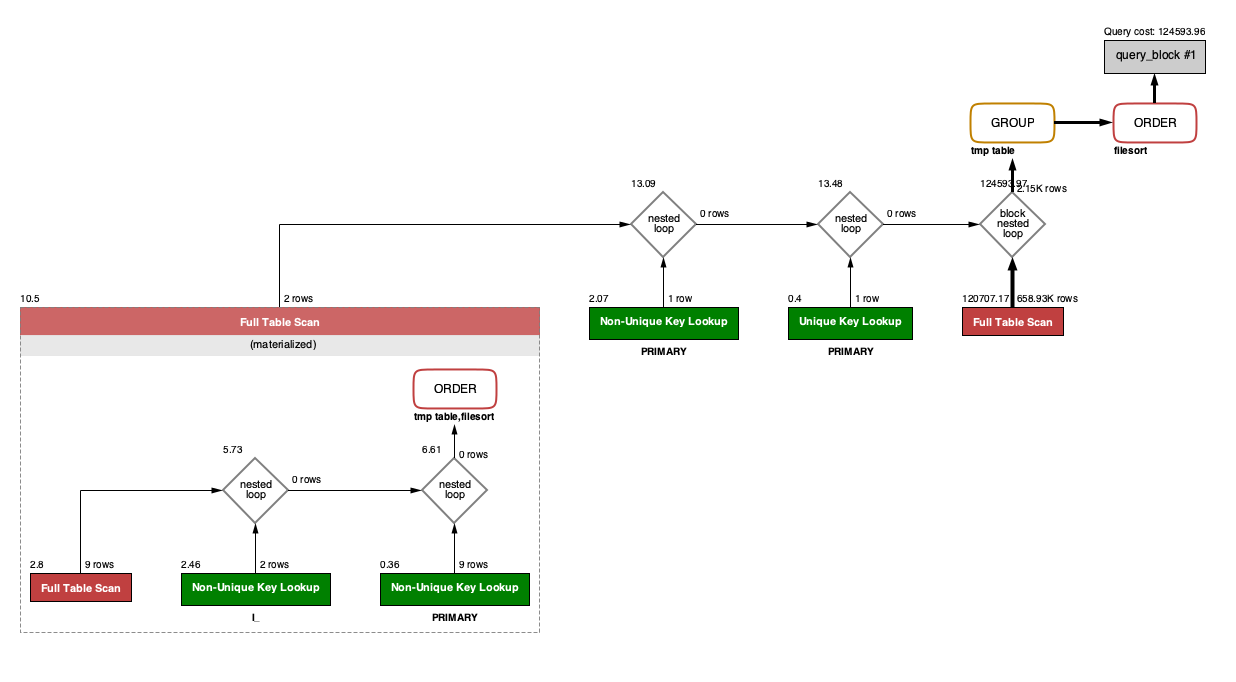 Query cost: 124593.96
query_block #1
GROUP
ORDER
tmp table
filesort
13.09
13.48
124593.97
2.15K rows
nested
loop
0 rows
nested
loop
0 rows
block
nested
loop
10.5
2 rows
2.07
1 row
0.4
1 row
120707.17
658.93K rows
Full Table Scan
Non-Unique Key Lookup
Unique Key Lookup
Full Table Scan
(materialized)
PRIMARY
PRIMARY
ORDER
tmp table,filesort
5.73
6.61
0 rows
nested
loop
0 rows
nested
loop
2.8
9 rows
2.46
2 rows
0.36
9 rows
Full Table Scan
Non-Unique Key Lookup
Non-Unique Key Lookup
I_
PRIMARY